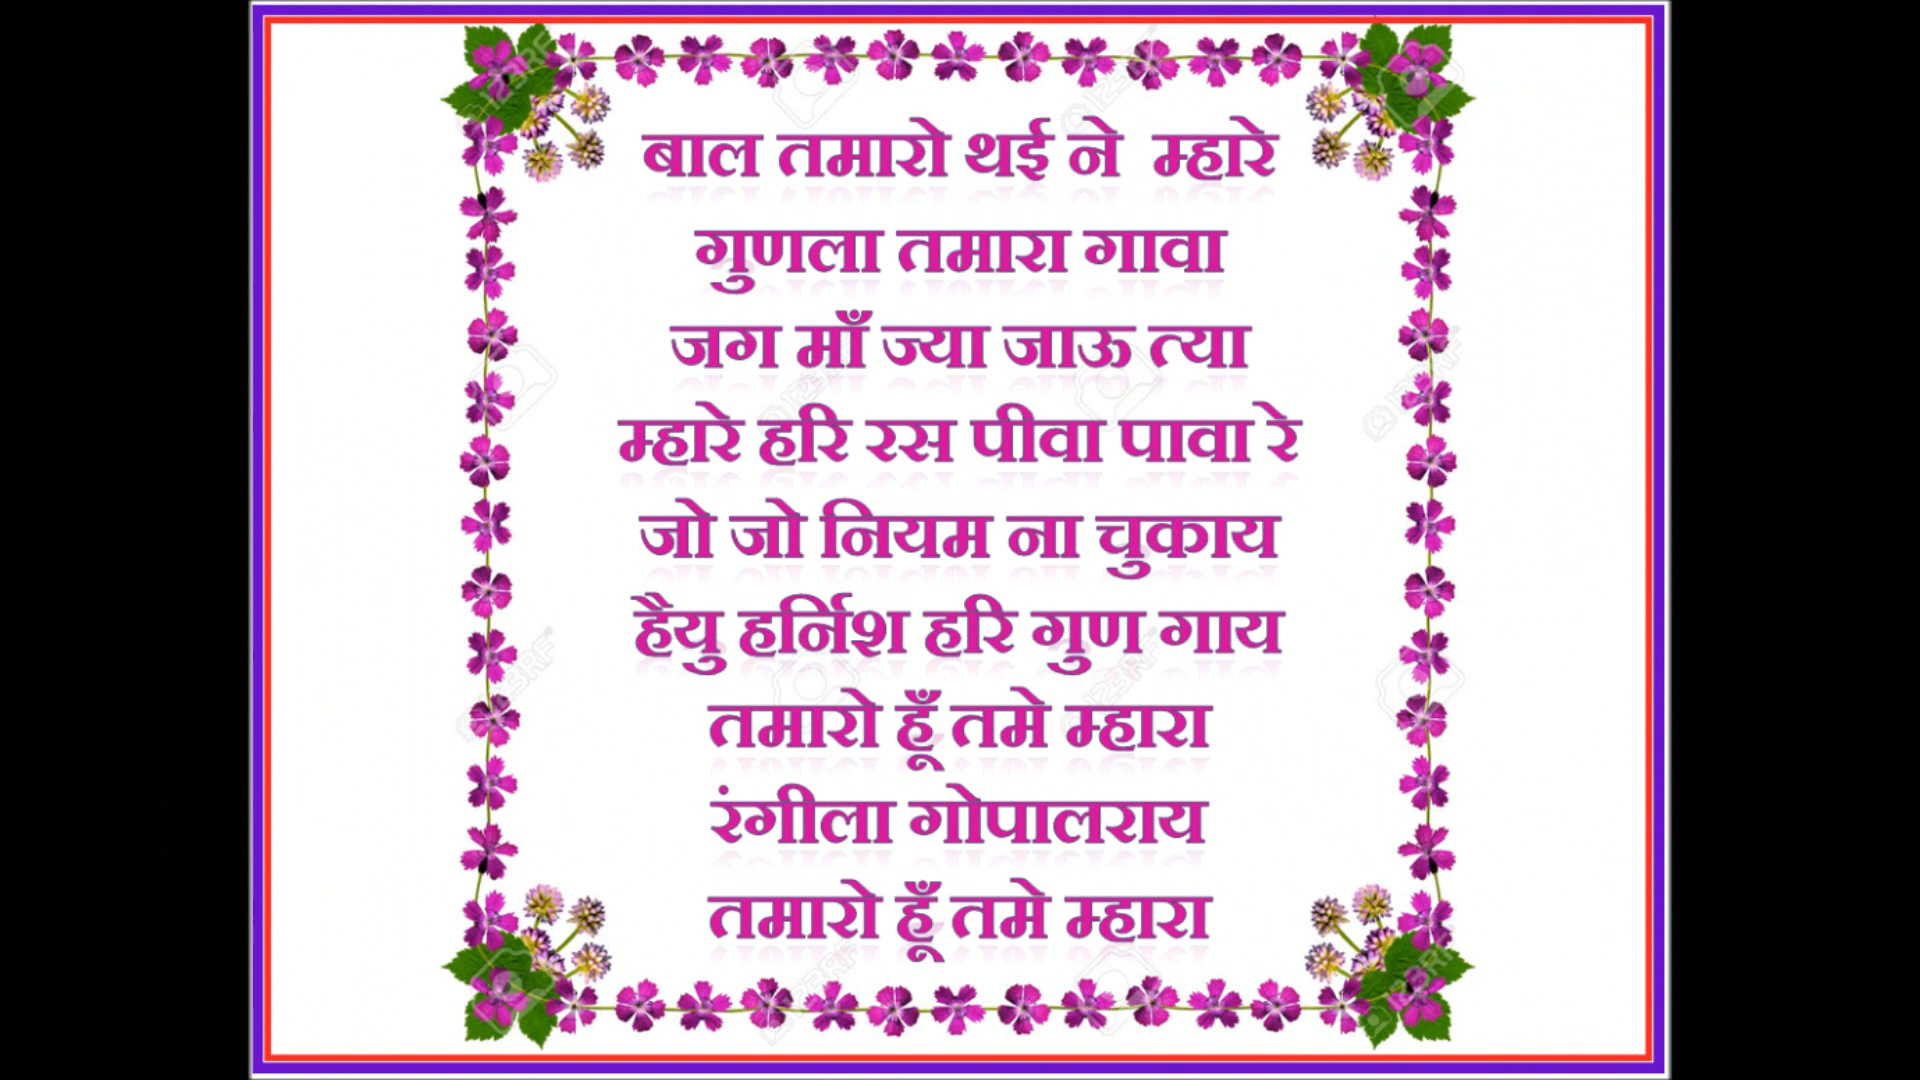 बाल तमारो थई ने म्हारे
गुणला तमारा गावा
जग माँ ज्या जाऊ त्या
म्हारे हरि रस पीवा पावा रे
जो जो नियम ना चुकाय
हैयु हर्निश हरि गुण गाय
तमारो हूँ तमे म्हारा
रंगीला गोपालराय
तमारो हूँ तमे म्हारा